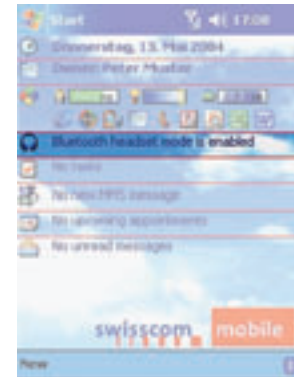 Start 17:08
Donnerstag, 13. Mai 2004
Owner: Peter Muster
Bluetooth headset mode is enabled
No tasks
No new MMS message
No upcoming appointments
No unread messages
swisscom mobile
New